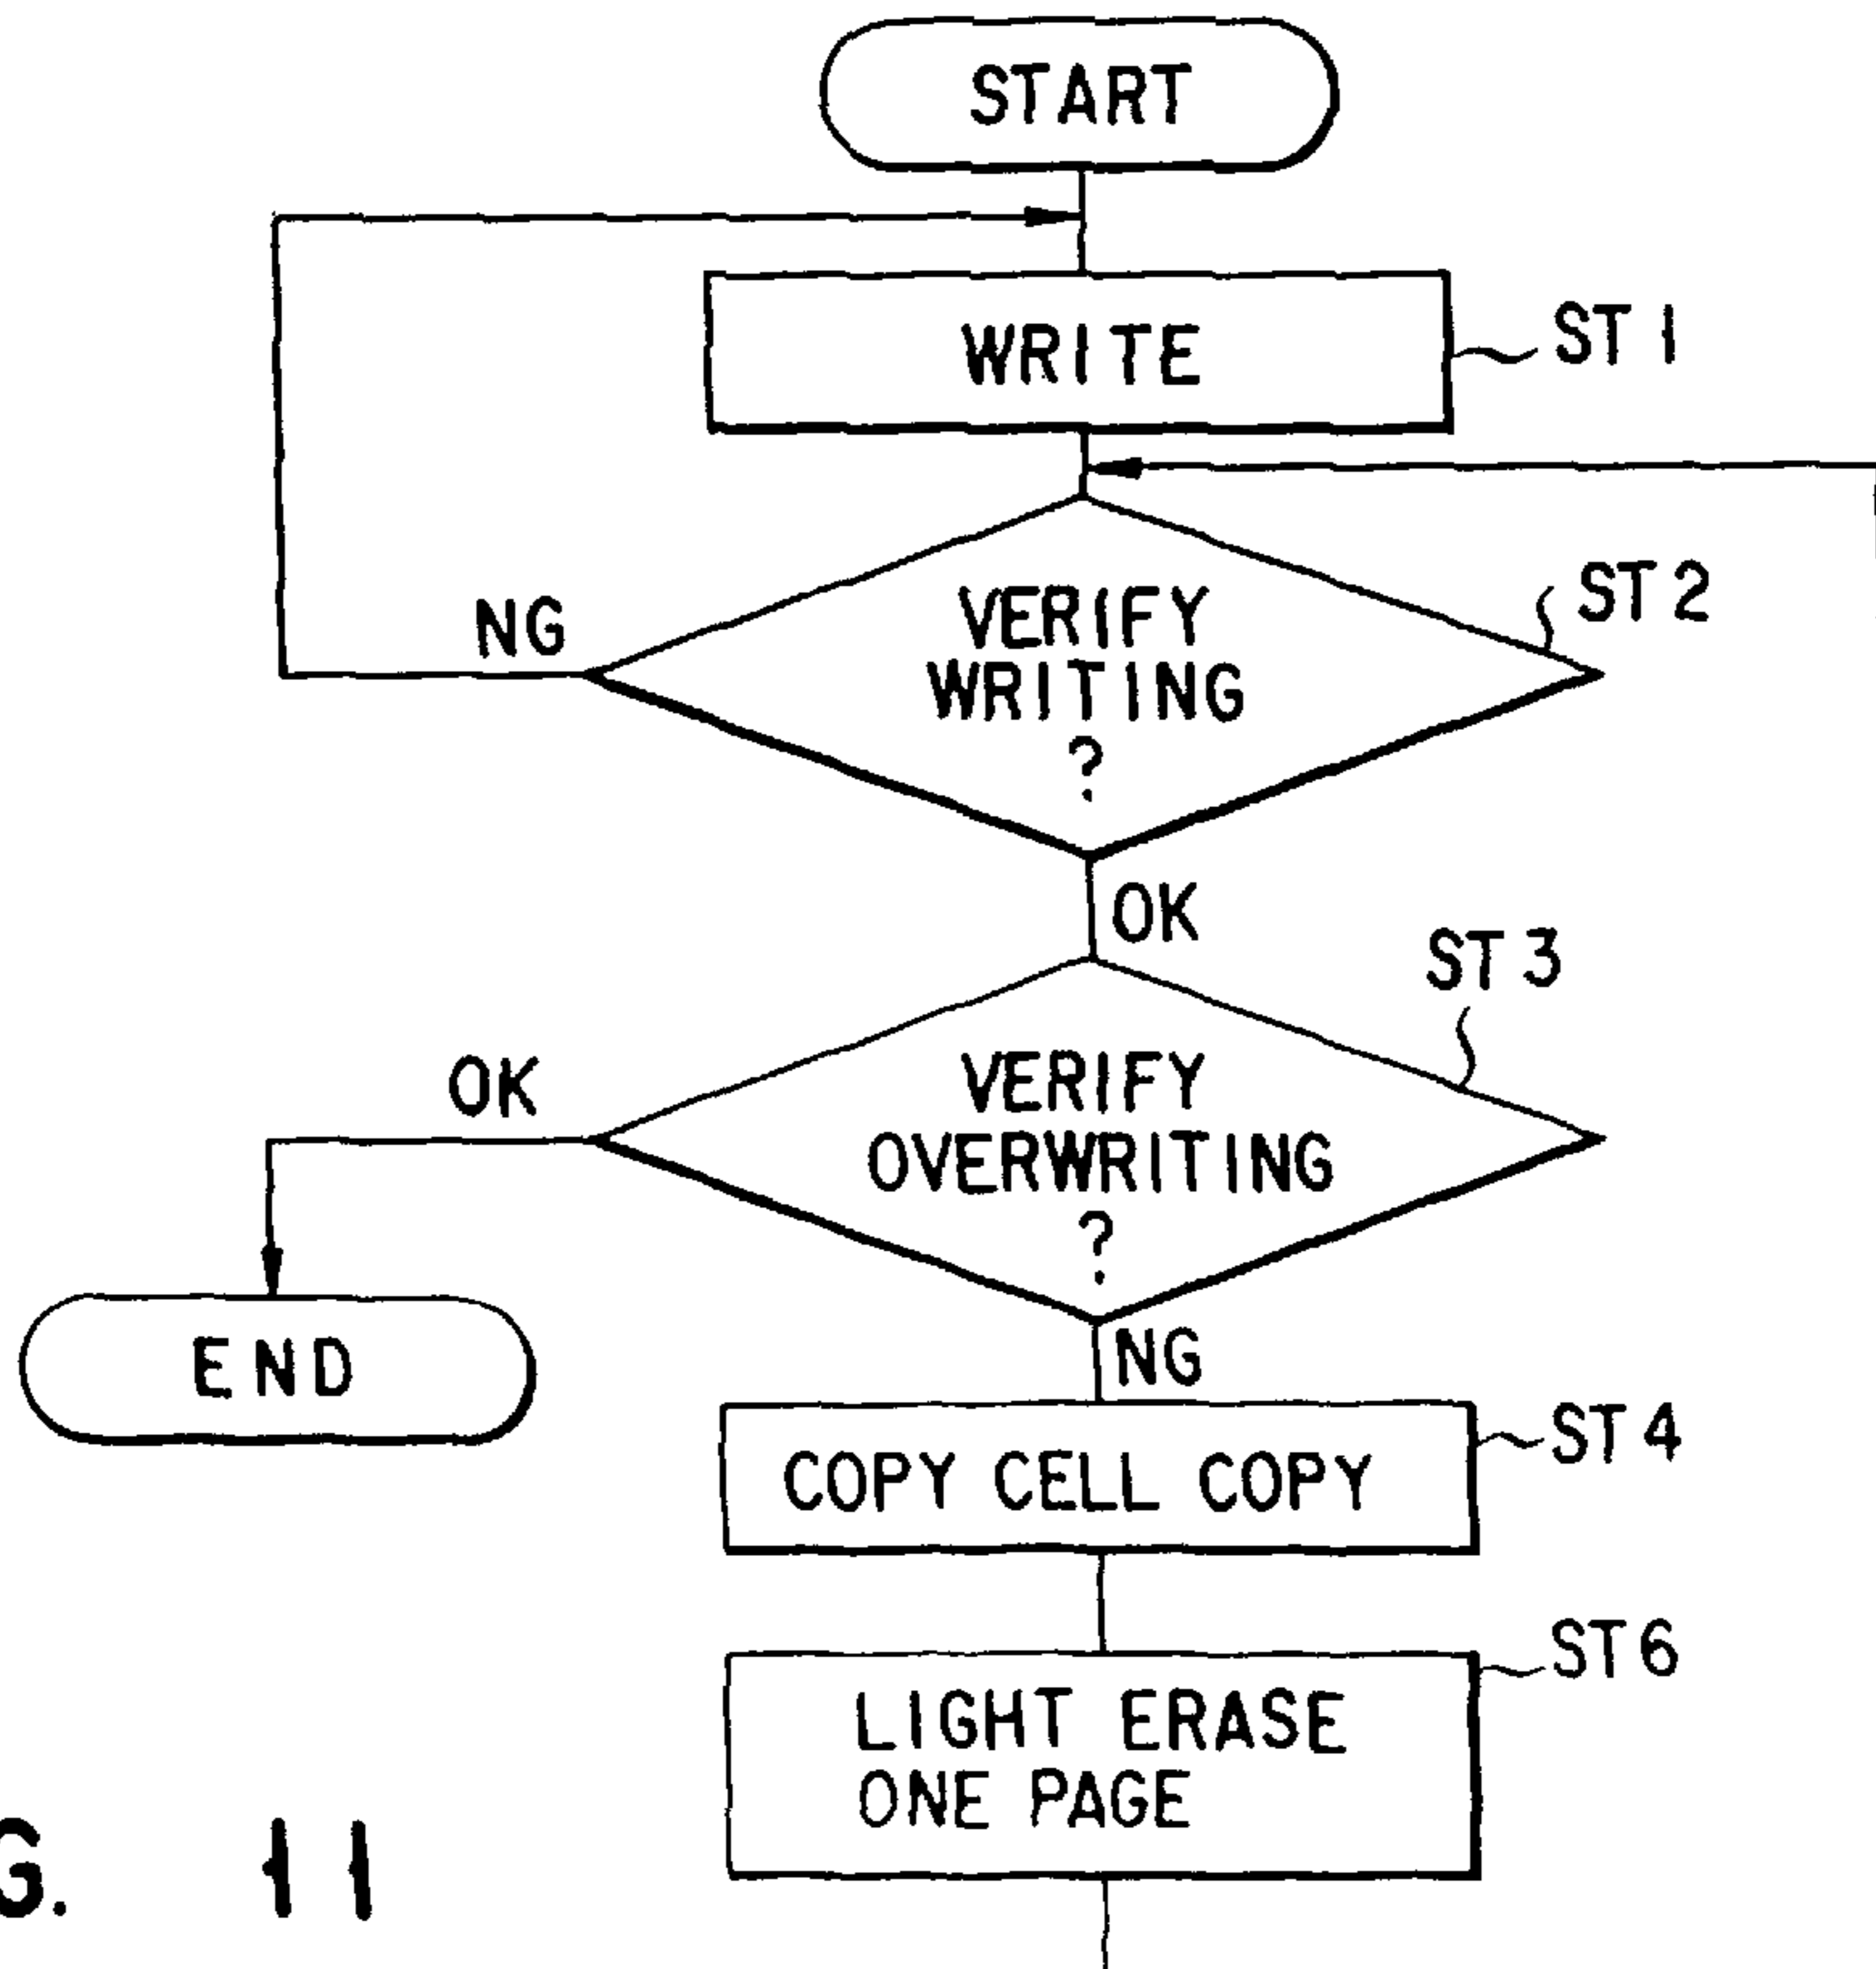 START
WRITE
ST 1
VERIFY
WRITING
?
ST 2
NG
OK
ST 3
VERIFY
OVERWRITING
?
OK
END
NG
COPY CELL COPY
ST 4
LIGHT ERASE
ONE PAGE
ST 6
G. 11